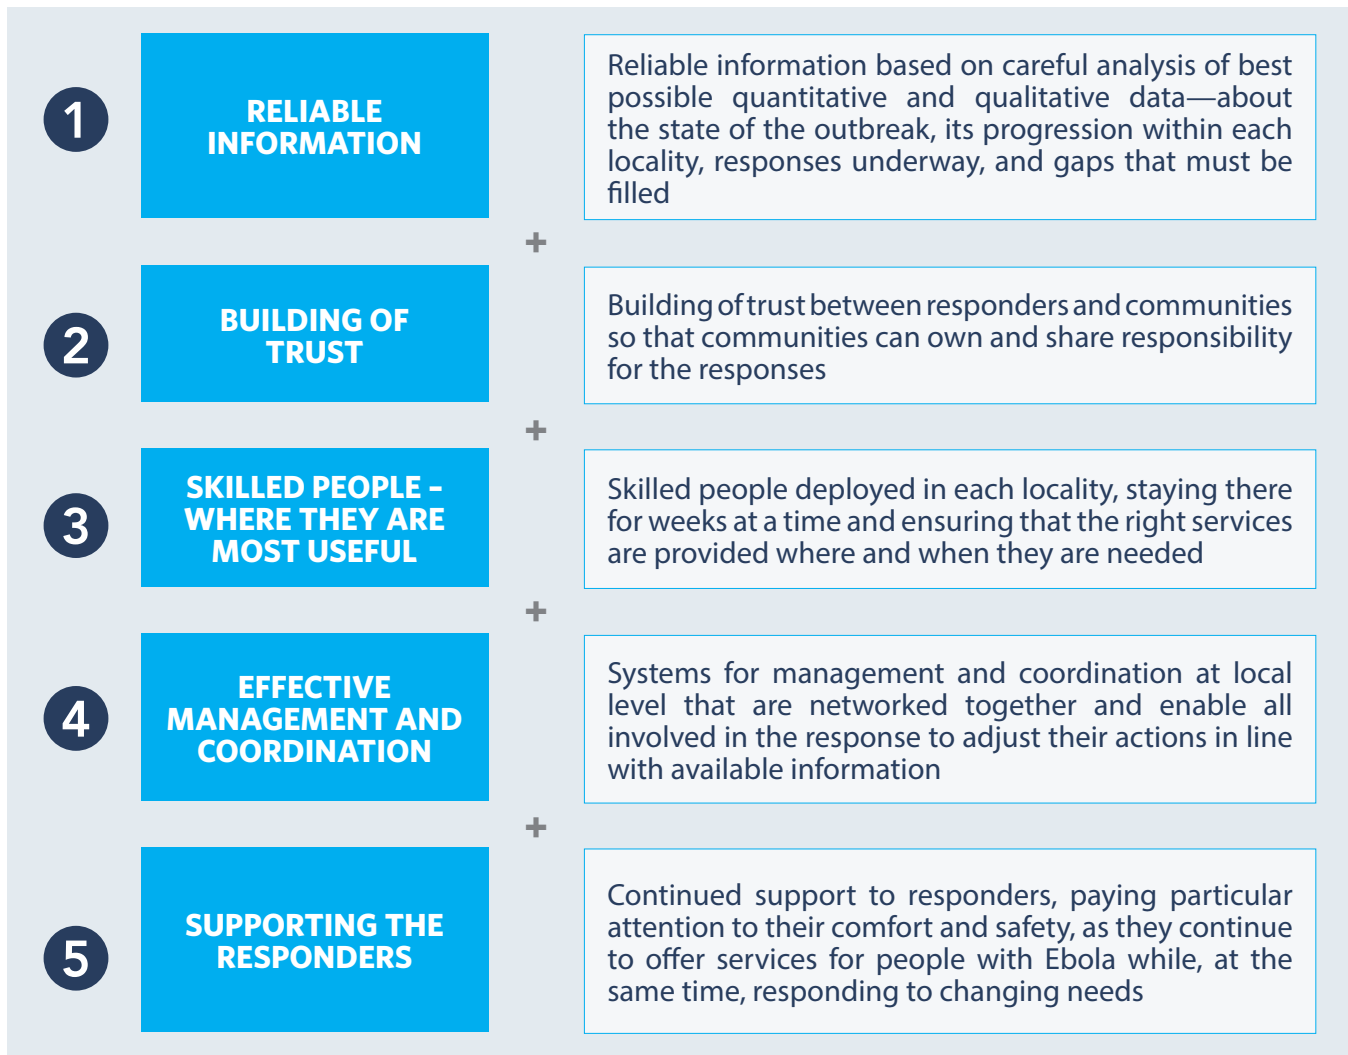 1
RELIABLE
INFORMATION
Reliable information based on careful analysis of best
possible quantitative and qualitative data—about
the state of the outbreak, its progression within each
locality, responses underway, and gaps that must be
filled
+
2
BUILDING OF
TRUST
Building of trust between responders and communities
so that communities can own and share responsibility
for the responses
+
3
SKILLED PEOPLE –
WHERE THEY ARE
MOST USEFUL
Skilled people deployed in each locality, staying there
for weeks at a time and ensuring that the right services
are provided where and when they are needed
+
4
EFFECTIVE
MANAGEMENT AND
COORDINATION
Systems for management and coordination at local
level that are networked together and enable all
involved in the response to adjust their actions in line
with available information
+
5
SUPPORTING THE
RESPONDERS
Continued support to responders, paying particular
attention to their comfort and safety, as they continue
to offer services for people with Ebola while, at the
same time, responding to changing needs